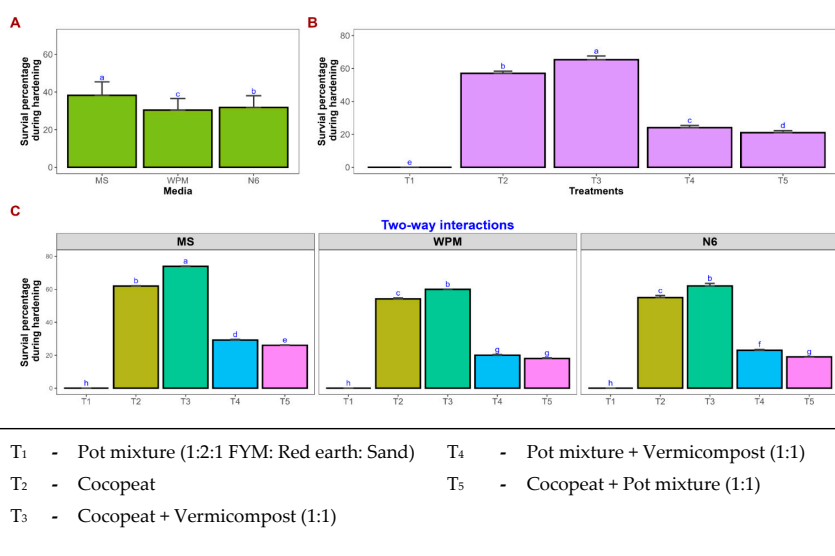 A
B
Survial percentage
during hardening
60
40
20
0
a
c
b
MS
WPM
N6
Media
Survial percentage
during hardening
80
60
40
20
0
e
b
a
c
d
T1
T2
T3
T4
T5
Treatments
C
Two-way interactions
MS
WPM
N6
Survial percentage
during hardening
80
60
40
20
0
h
b
a
d
e
h
c
b
g
g
h
c
b
f
g
T1 T2 T3 T4 T5
T1 T2 T3 T4 T5
T1 T2 T3 T4 T5
T1 - Pot mixture (1:2:1 FYM: Red earth: Sand) T4 - Pot mixture + Vermicompost (1:1)
T2 - Cocopeat T5 - Cocopeat + Pot mixture (1:1)
T3 - Cocopeat + Vermicompost (1:1)